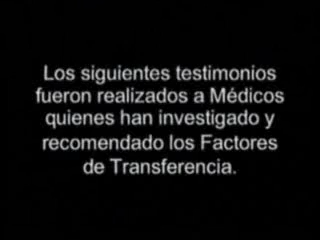 Los siguientes testimonios
fueron realizados a Médicos
quienes han investigado y
recomendado los Factores
de Transferencia.